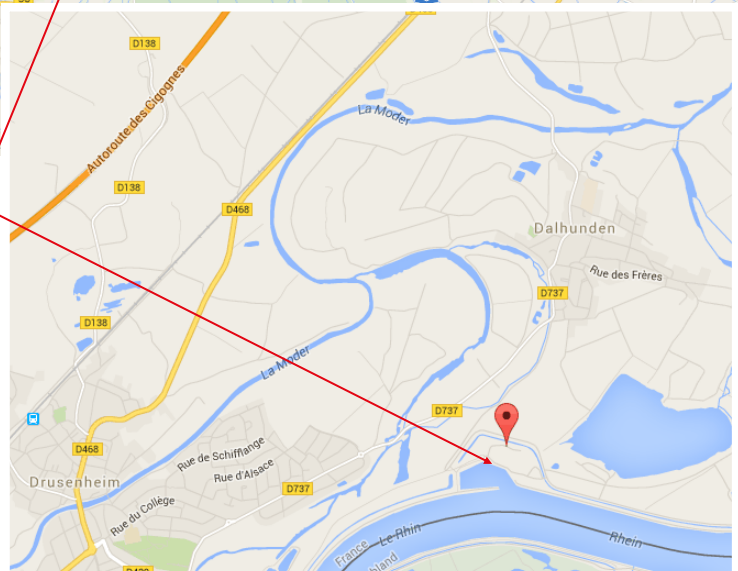 D138
La Moder
Autoroute des Cigognes
D138
D468
Dalhunden
Rue des Frères
D737
D138
La Moder
D737
D468
Rue de Schifflange
Rue d'Alsace
Drusenheim
D737
Rue du Collège
Le Rhin
Rhein
France